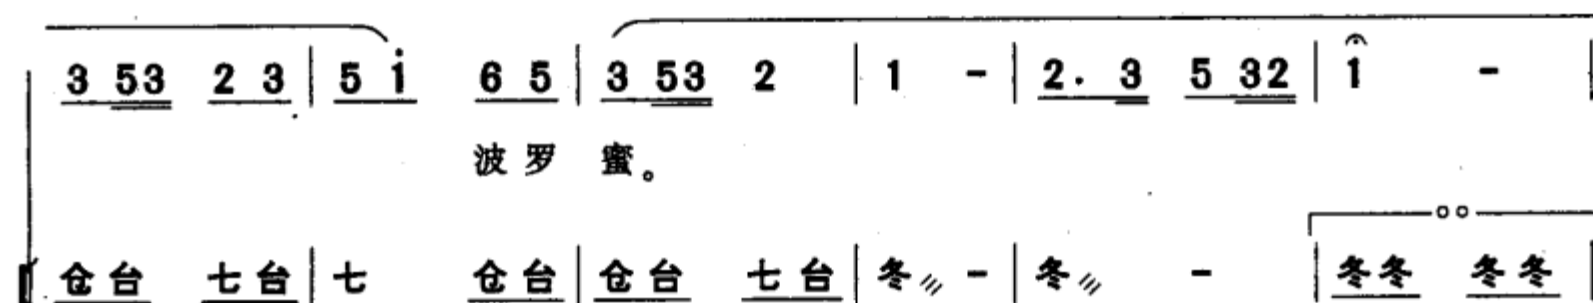 3 53 2 3 | 5 i 6 5 | 3 53 2 | 1 - | 2. 3 5 32 | i -
波罗 蜜。
仓台 七台 | 七 仓台 | 仓台 七台 | 冬 - | 冬 - | 冬冬 冬冬